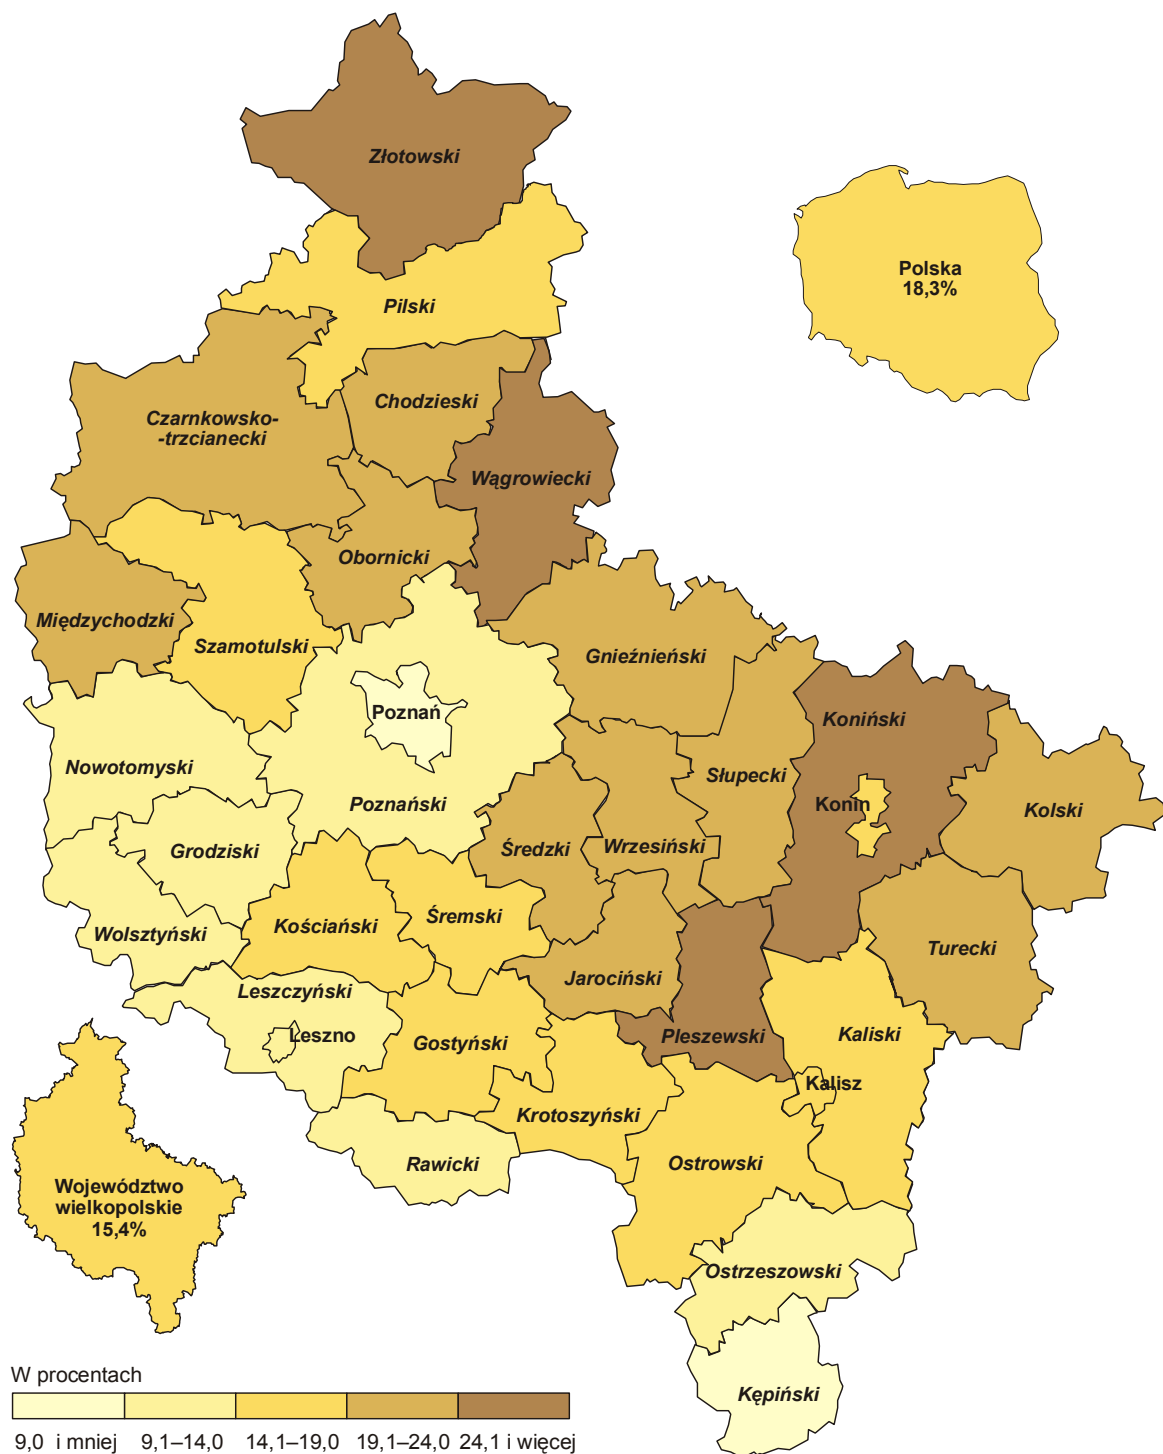 Złotowski
Polska
18,3%
Pilski
Chodzieski
Czarnkowsko-
-trzcianecki
Wągrowiecki
Obornicki
Międzychodzki
Szamotulski
Gnieźnieński
Poznań
Koniński
Nowotomyski
Słupecki
Poznański
Konin
Kolski
Grodziski
Średzki
Wrzesiński
Wolsztyński
Kościański
Śremski
Turecki
Jarociński
Leszczyński
Leszno
Gostyński
Pleszewski
Kaliski
Kalisz
Krotoszyński
Rawicki
Ostrowski
Województwo
wielkopolskie
15,4%
Ostrzeszowski
Kępiński
W procentach
9,0 i mniej 9,1–14,0 14,1–19,0 19,1–24,0 24,1 i więcej